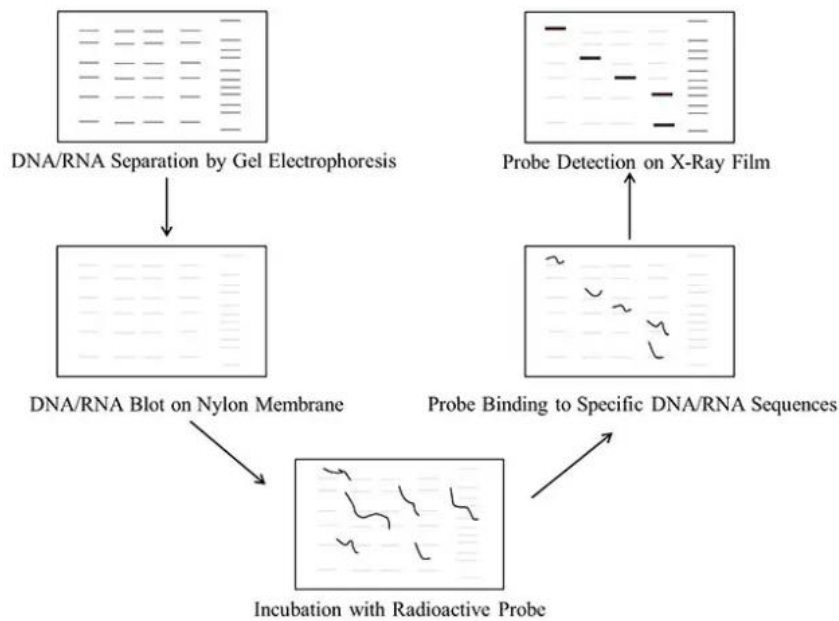 DNA/RNA Separation by Gel Electrophoresis
Probe Detection on X-Ray Film
DNA/RNA Blot on Nylon Membrane
Probe Binding to Specific DNA/RNA Sequences
Incubation with Radioactive Probe